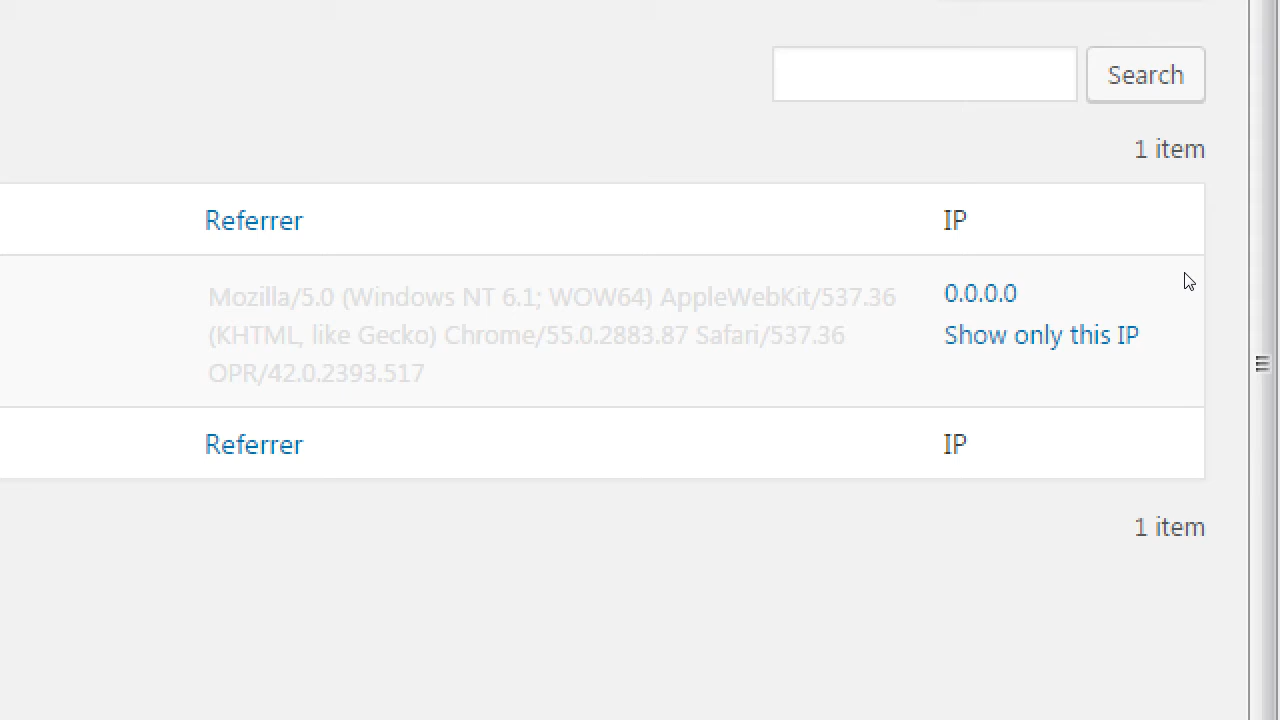 Search
1 item
Referrer IP
Mozilla/5.0 (Windows NT 6.1; WOW64) AppleWebKit/537.36 0.0.0.0
(KHTML, like Gecko) Chrome/55.0.2883.87 Safari/537.36 Show only this IP
OPR/42.0.2393.517
Referrer IP
1 item